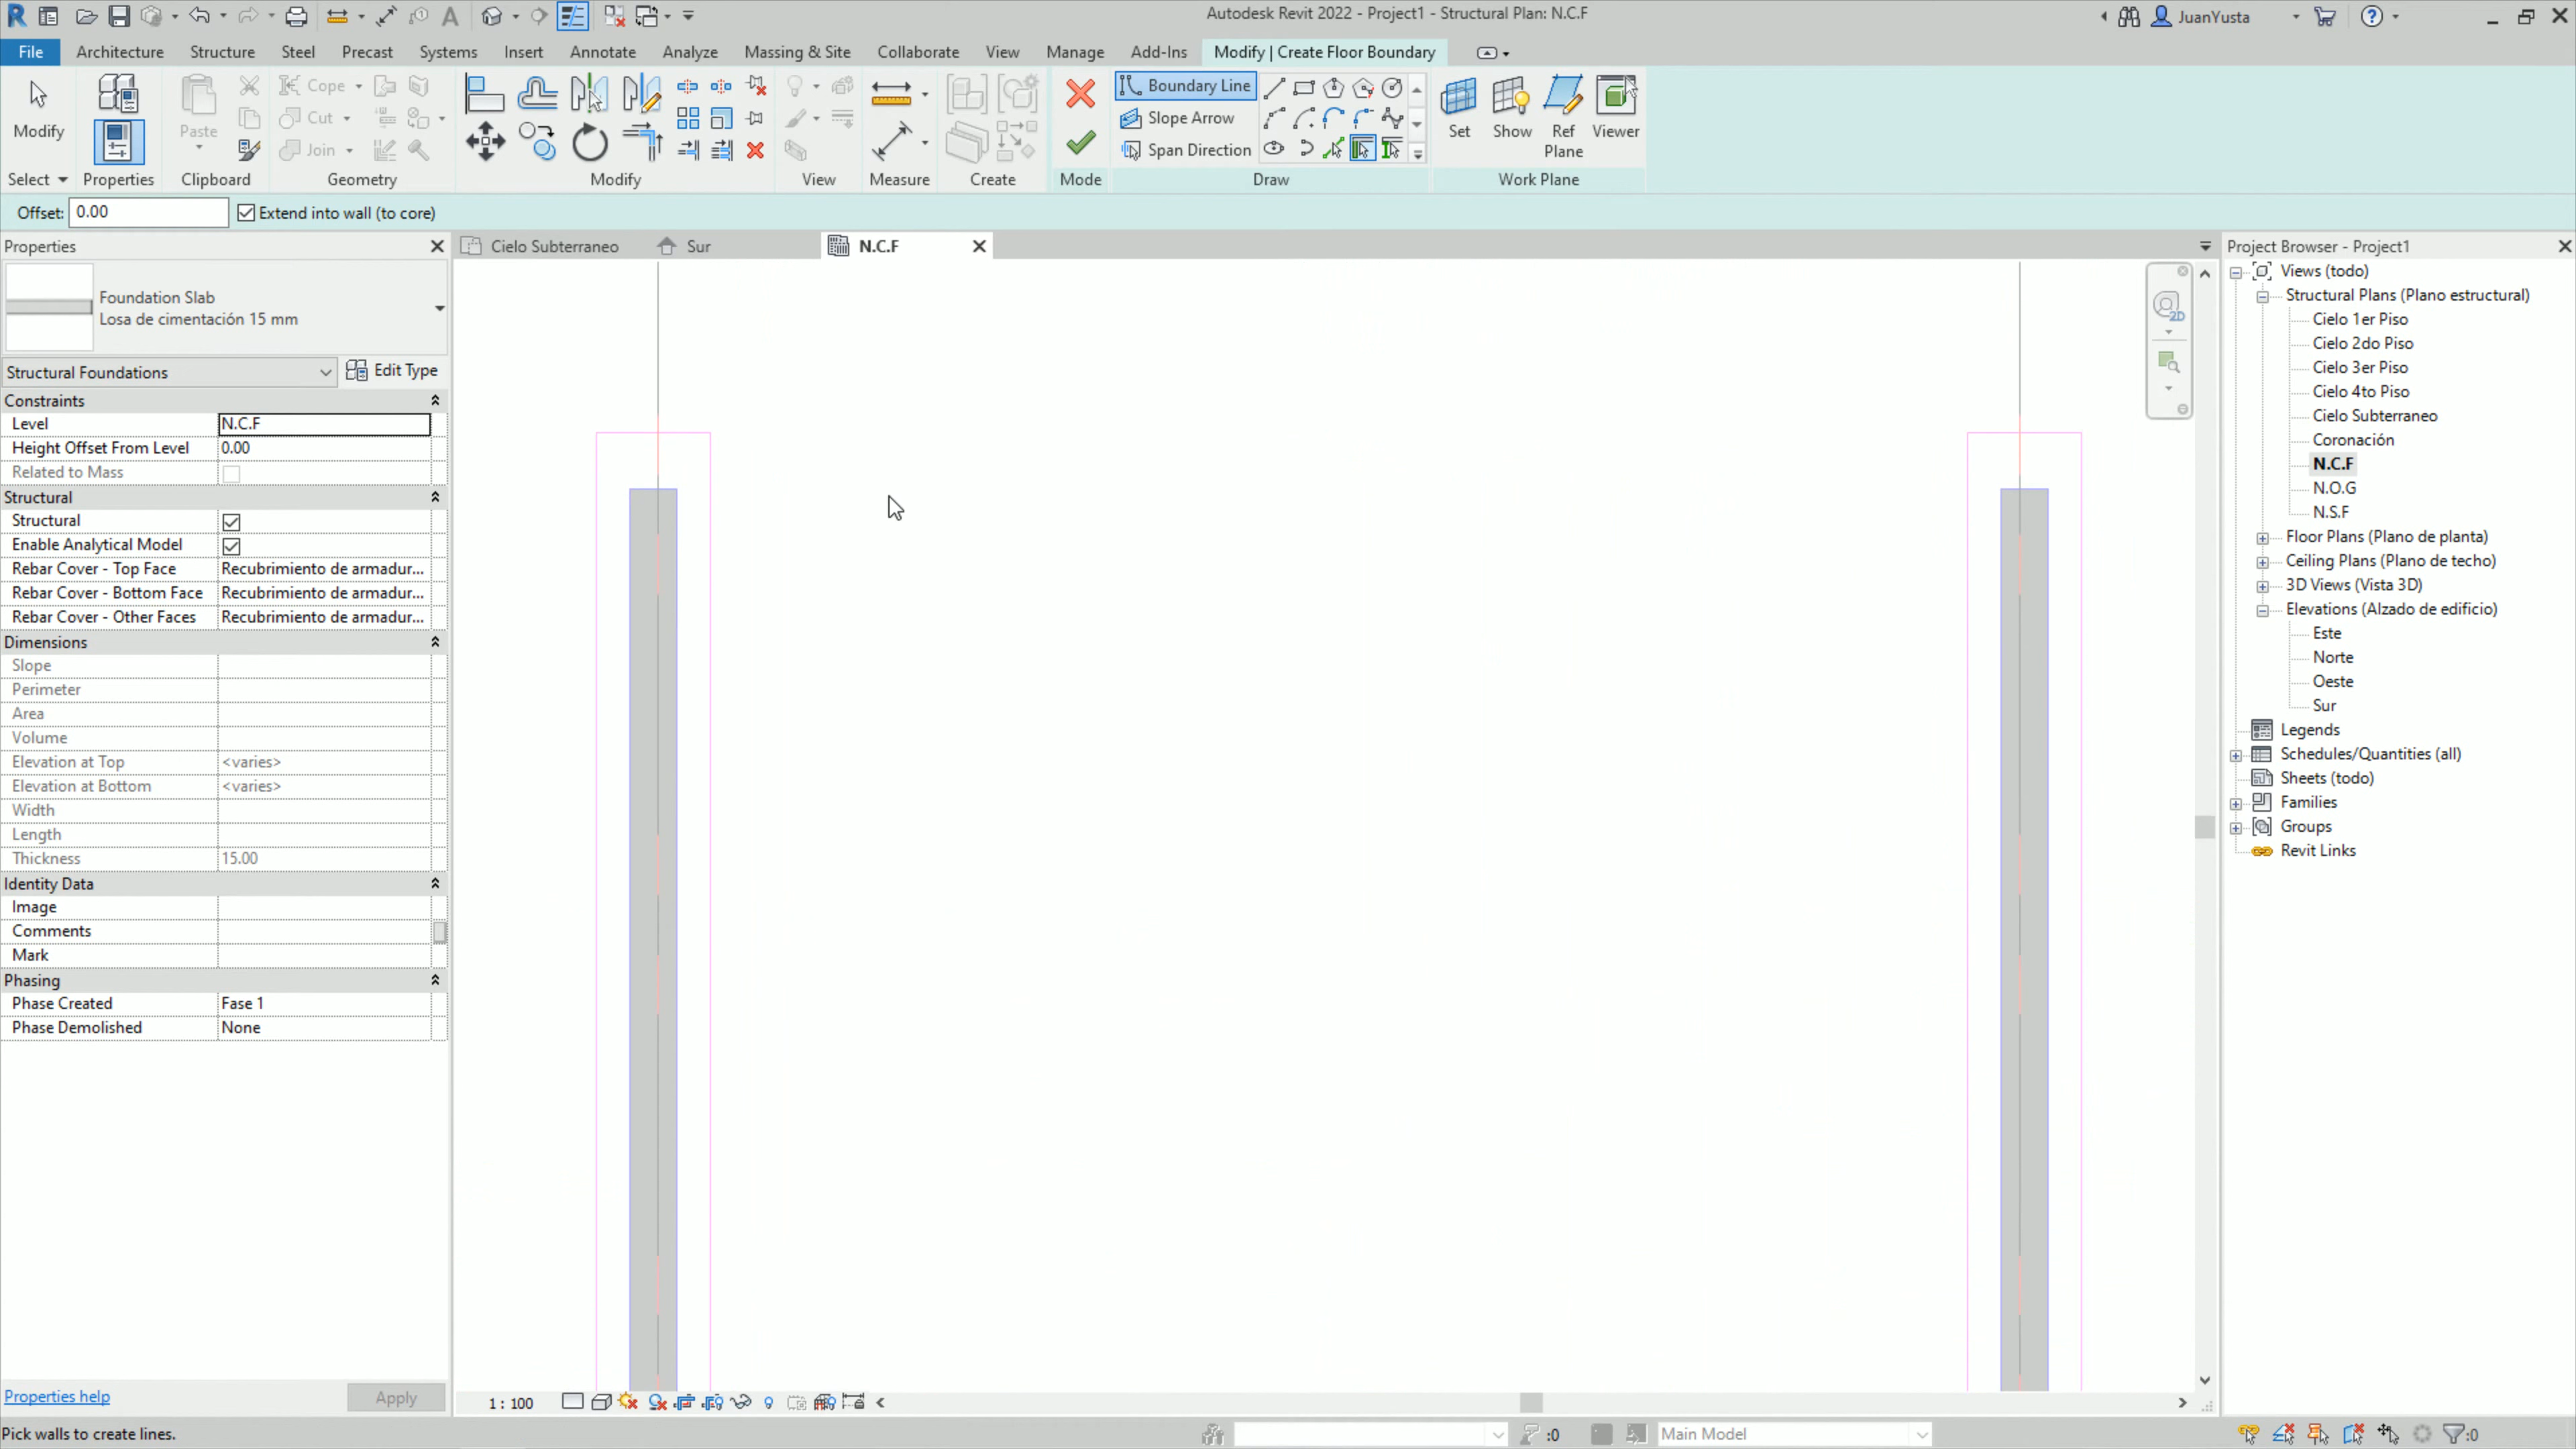 Autodesk Revit 2022 - Project1 - Structural Plan: N.C.F
JuanYusta
File Architecture Structure Steel Precast Systems Insert Annotate Analyze Massing & Site Collaborate View Manage Add-Ins Modify | Create Floor Boundary
Modify
Paste
Cope
Cut
Join
Boundary Line
Slope Arrow
Span Direction
Set
Show
Ref Plane
Viewer
Select Properties Clipboard Geometry Modify View Measure Create Mode Draw Work Plane
Offset: 0.00 Extend into wall (to core)
Properties
Cielo Subterraneo
Sur
N.C.F
Foundation Slab
Losa de cimentación 15 mm
Structural Foundations Edit Type
Constraints
Level N.C.F
Height Offset From Level 0.00
Related to Mass
Structural
Structural
Enable Analytical Model
Rebar Cover - Top Face Recubrimiento de armadur...
Rebar Cover - Bottom Face Recubrimiento de armadur...
Rebar Cover - Other Faces Recubrimiento de armadur...
Dimensions
Slope
Perimeter
Area
Volume
Elevation at Top <varies>
Elevation at Bottom <varies>
Width
Length
Thickness 15.00
Identity Data
Image
Comments
Mark
Phasing
Phase Created Fase 1
Phase Demolished None
Properties help
Apply
2D
Project Browser - Project1
Views (todo)
Structural Plans (Plano estructural)
Cielo 1er Piso
Cielo 2do Piso
Cielo 3er Piso
Cielo 4to Piso
Cielo Subterraneo
Coronación
N.C.F
N.O.G
N.S.F
Floor Plans (Plano de planta)
Ceiling Plans (Plano de techo)
3D Views (Vista 3D)
Elevations (Alzado de edificio)
Este
Norte
Oeste
Sur
Legends
Schedules/Quantities (all)
Sheets (todo)
Families
Groups
Revit Links
1 : 100
Pick walls to create lines.
:0
Main Model
:0